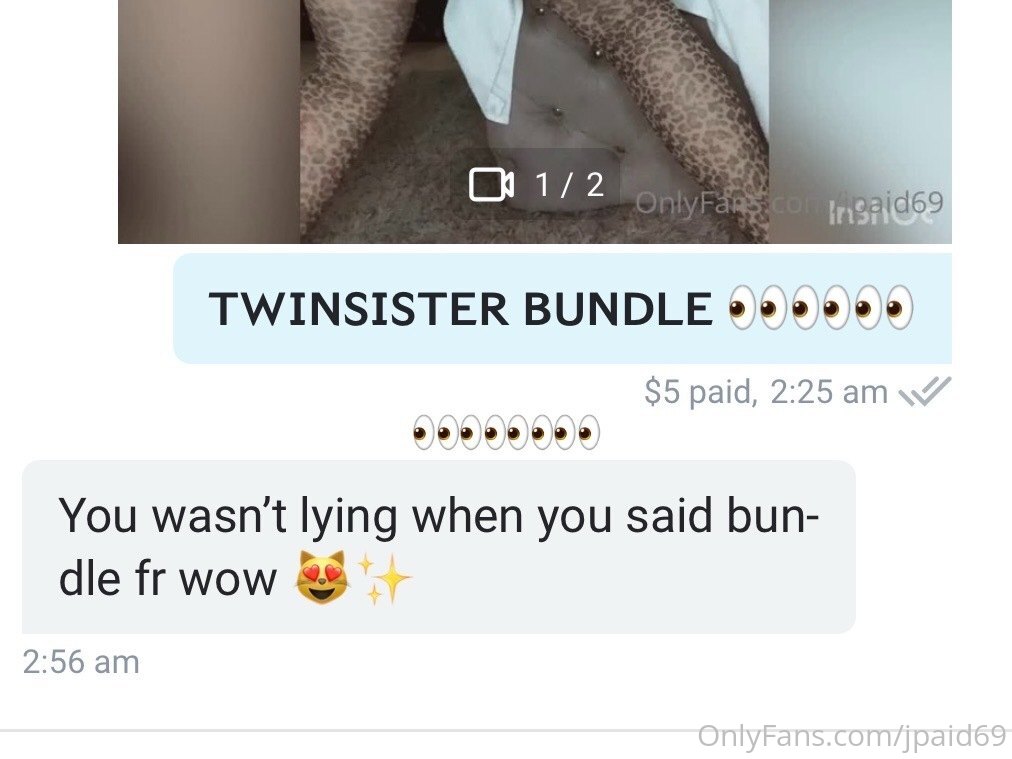 1 / 2
OnlyFans.com/jpaid69
InShOt
TWINSISTER BUNDLE 👀👀👀
$5 paid, 2:25 am
👀👀👀👀
You wasn’t lying when you said bun-
dle fr wow 😻✨
2:56 am
OnlyFans.com/jpaid69